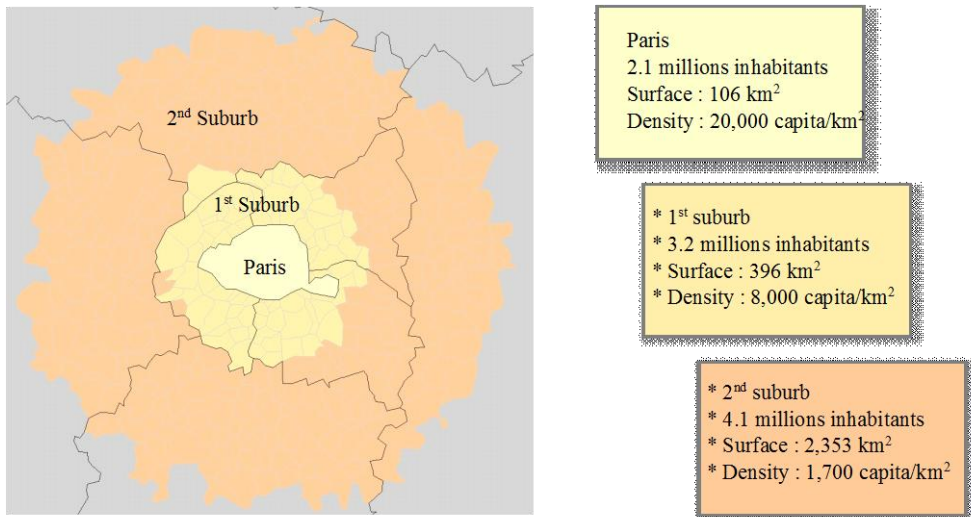 2nd Suburb
1st Suburb
Paris
Paris
2.1 millions inhabitants
Surface : 106 km2
Density : 20,000 capita/km2
* 1st suburb
* 3.2 millions inhabitants
* Surface : 396 km2
* Density : 8,000 capita/km2
* 2nd suburb
* 4.1 millions inhabitants
* Surface : 2,353 km2
* Density : 1,700 capita/km2